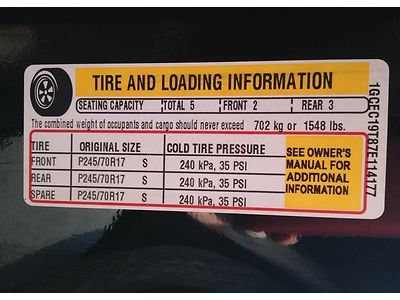 TIRE AND LOADING INFORMATION
SEATING CAPACITY TOTAL 5 FRONT 2 REAR 3
The combined weight of occupants and cargo should never exceed 702 kg or 1548 lbs.
TIRE ORIGINAL SIZE COLD TIRE PRESSURE
FRONT P245/70R17 S 240 kPa, 35 PSI
REAR P245/70R17 S 240 kPa, 35 PSI
SPARE P245/70R17 S 240 kPa, 35 PSI
SEE OWNER'S
MANUAL FOR
ADDITIONAL
INFORMATION
1GCEC19T87E114177